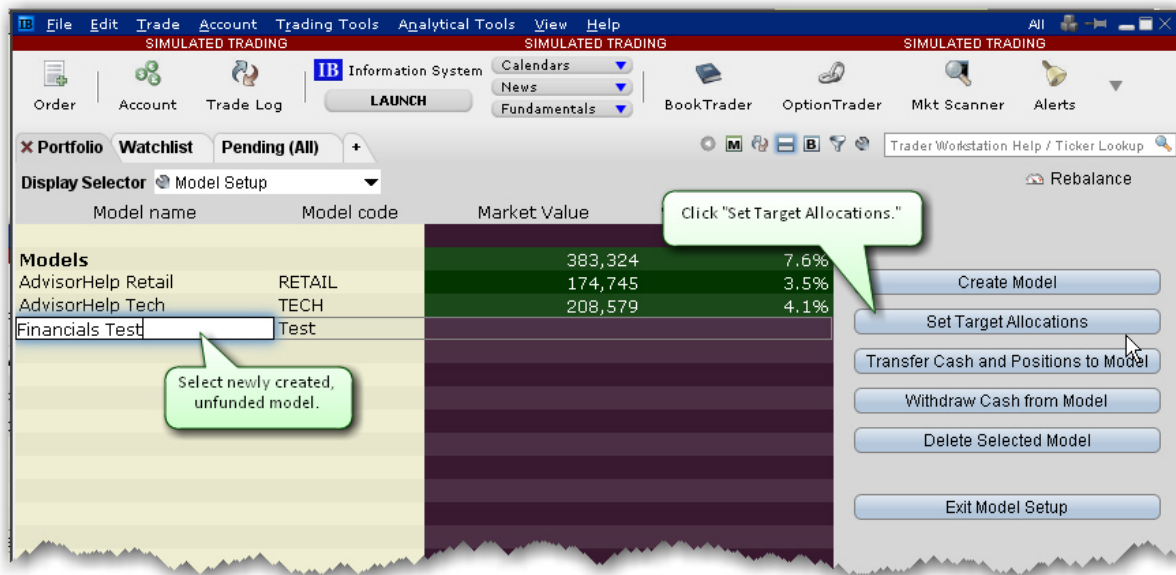 IB File Edit Trade Account Trading Tools Analytical Tools View Help All
SIMULATED TRADING SIMULATED TRADING SIMULATED TRADING
Order Account Trade Log IB Information System LAUNCH Calendars News Fundamentals BookTrader OptionTrader Mkt Scanner Alerts
Portfolio Watchlist Pending (All) + M B Trader Workstation Help / Ticker Lookup
Display Selector Model Setup Rebalance
Model name Model code Market Value
Click "Set Target Allocations."
Models 383,324 7.6%
AdvisorHelp Retail RETAIL 174,745 3.5%
Create Model
AdvisorHelp Tech TECH 208,579 4.1%
Financials Test Test
Set Target Allocations
Transfer Cash and Positions to Model
Select newly created,
unfunded model.
Withdraw Cash from Model
Delete Selected Model
Exit Model Setup